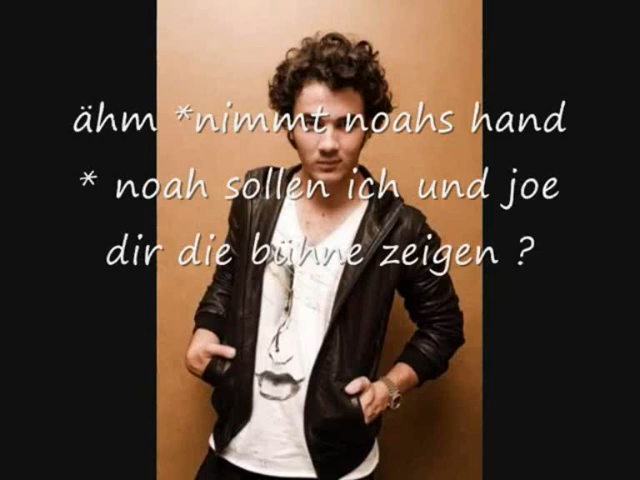 ähm *nimmt noahs hand
* noah sollen ich und joe
dir die bühne zeigen ?